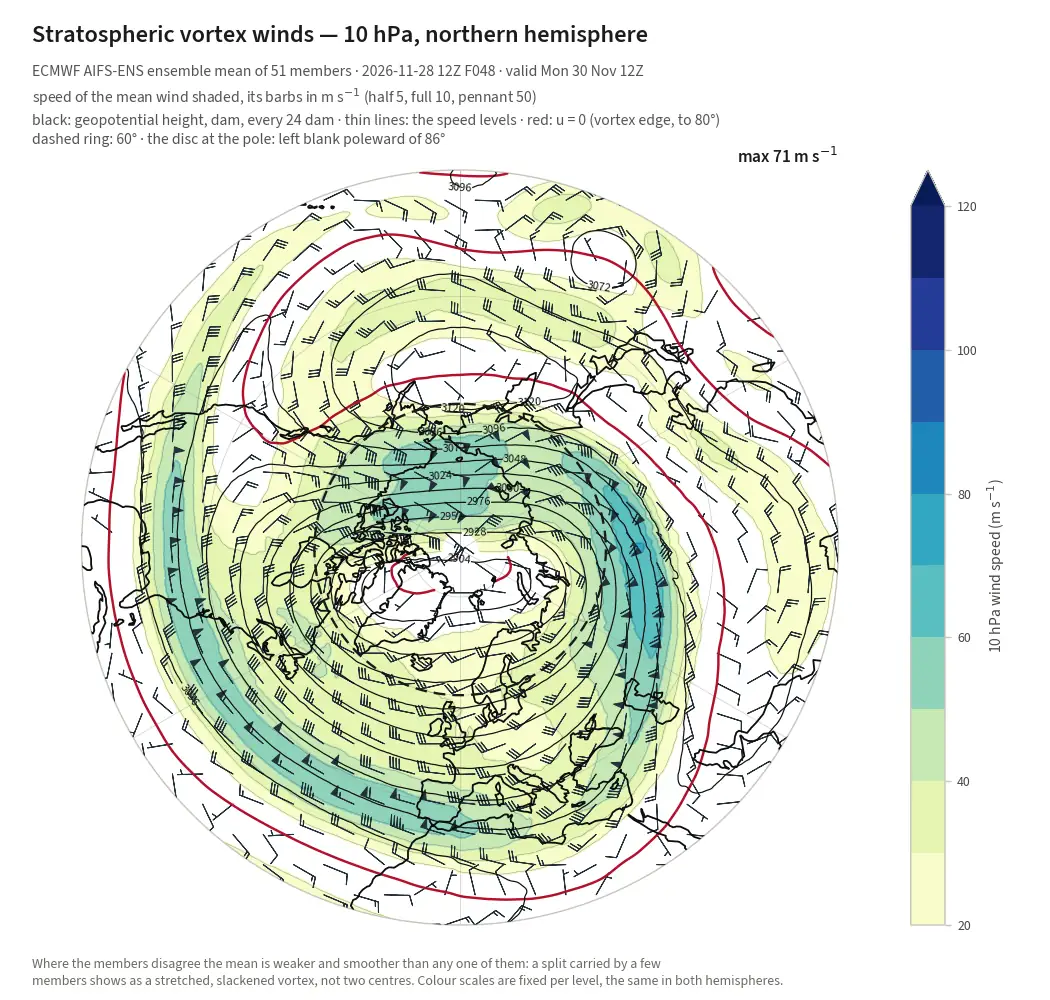 Stratospheric vortex winds — 10 hPa, northern hemisphere
ECMWF AIFS-ENS ensemble mean of 51 members · 2026-11-28 12Z F048 · valid Mon 30 Nov 12Z
speed of the mean wind shaded, its barbs in m s⁻¹ (half 5, full 10, pennant 50)
black: geopotential height, dam, every 24 dam · thin lines: the speed levels · red: u = 0 (vortex edge, to 80°)
dashed ring: 60° · the disc at the pole: left blank poleward of 86°
max 71 m s⁻¹
3096
3072
3120
3096
3048
3024
2976
2928
2904
120
100
80
60
40
20
10 hPa wind speed (m s⁻¹)
Where the members disagree the mean is weaker and smoother than any one of them: a split carried by a few
members shows as a stretched, slackened vortex, not two centres. Colour scales are fixed per level, the same in both hemispheres.